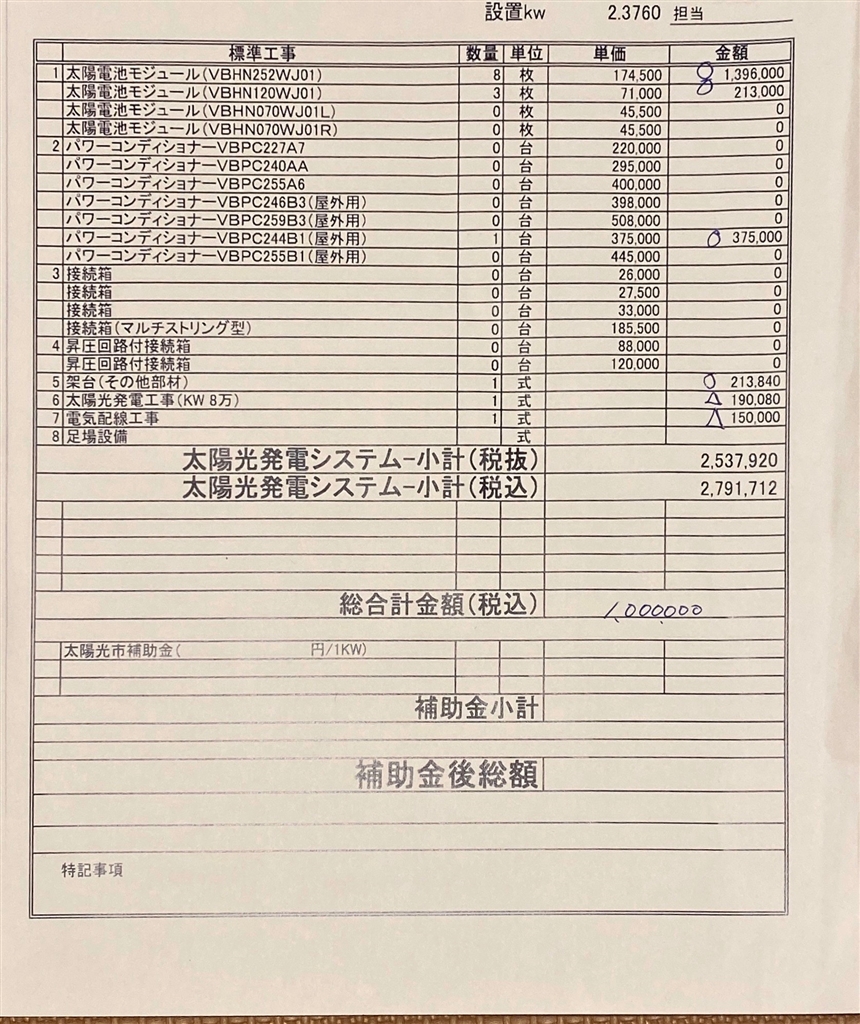 設置kw 2.3760 担当
標準工事 数量 単位 単価 金額
1 太陽電池モジュール(VBHN252WJ01) 8 枚 174,500 1,396,000
太陽電池モジュール(VBHN120WJ01) 3 枚 71,000 213,000
太陽電池モジュール(VBHN070WJ01L) 0 枚 45,500 0
太陽電池モジュール(VBHN070WJ01R) 0 枚 45,500 0
2 パワーコンディショナーVBPC227A7 0 台 220,000 0
パワーコンディショナーVBPC240AA 0 台 295,000 0
パワーコンディショナーVBPC255A6 0 台 400,000 0
パワーコンディショナーVBPC246B3(屋外用) 0 台 398,000 0
パワーコンディショナーVBPC259B3(屋外用) 0 台 508,000 0
パワーコンディショナーVBPC244B1(屋外用) 1 台 375,000 375,000
パワーコンディショナーVBPC255B1(屋外用) 0 台 445,000 0
3 接続箱 0 台 26,000 0
接続箱 0 台 27,500 0
接続箱 0 台 33,000 0
接続箱(マルチストリング型) 0 台 185,500 0
4 昇圧回路付接続箱 0 台 88,000 0
昇圧回路付接続箱 0 台 120,000 0
5 架台(その他部材) 1 式 213,840
6 太陽光発電工事(KW 8万) 1 式 190,080
7 電気配線工事 1 式 150,000
8 足場設備 式
太陽光発電システム-小計(税抜) 2,537,920
太陽光発電システム-小計(税込) 2,791,712
総合計金額(税込) 1,000,000
太陽光市補助金( 円/1KW)
補助金小計
補助金後総額
特記事項